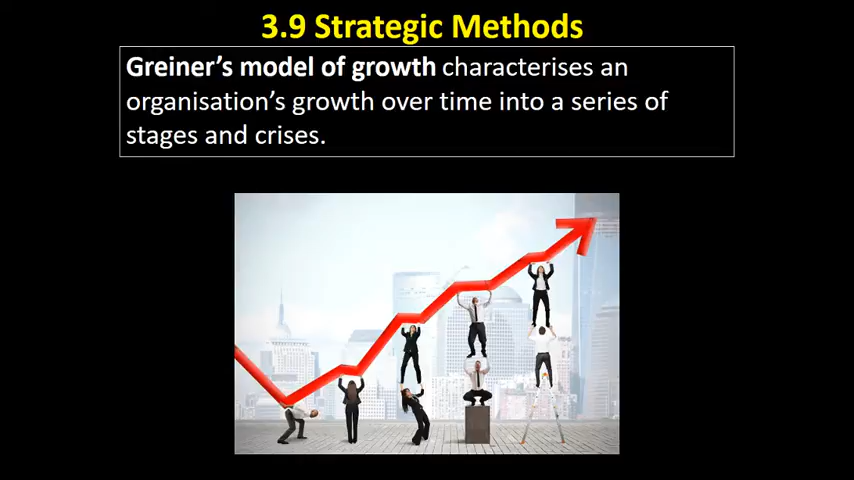 3.9 Strategic Methods
Greiner's model of growth characterises an
organisation's growth over time into a series of
stages and crises.